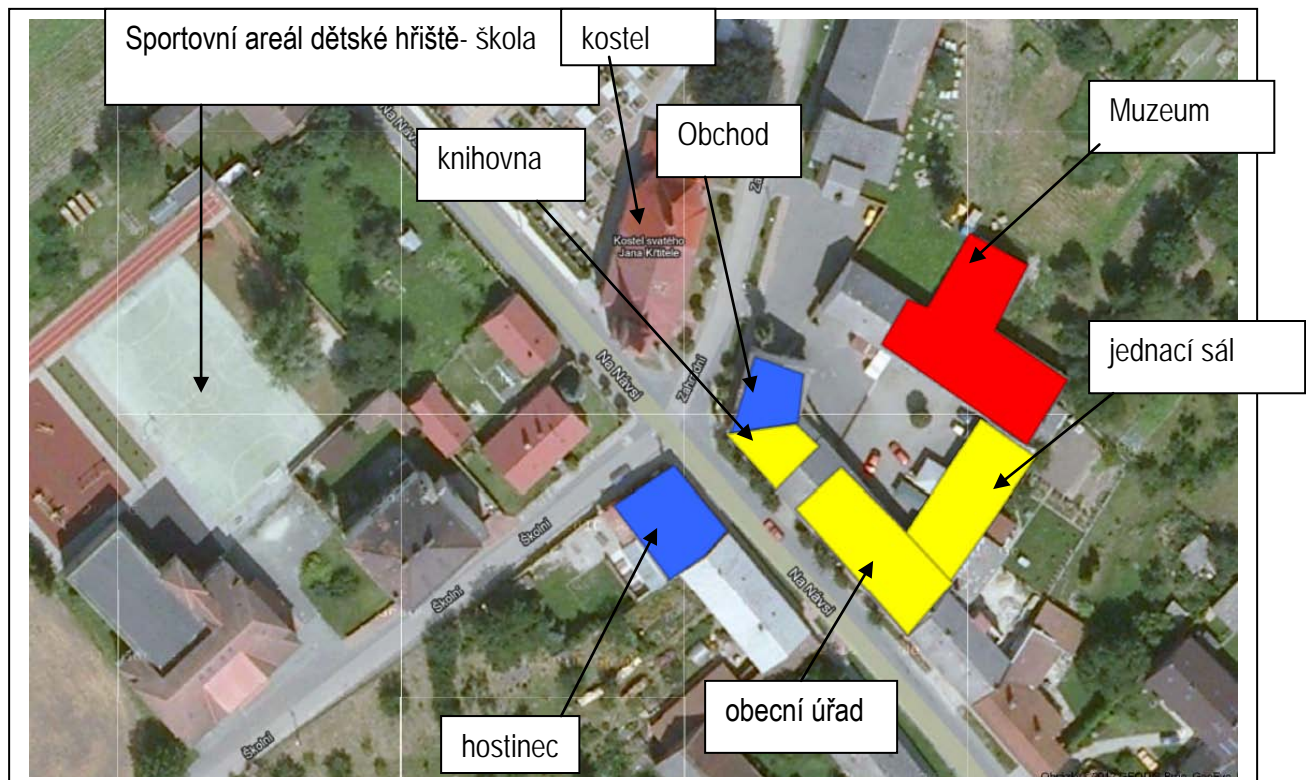 Sportovní areál dětské hřiště- škola
kostel
Muzeum
Obchod
knihovna
Na Návsi
Kostel svatého
Jana Křtitele
jednací sál
Na Návsi
Zahradní
Školní
Školní
Na Návsi
obecní úřad
hostinec
Školní